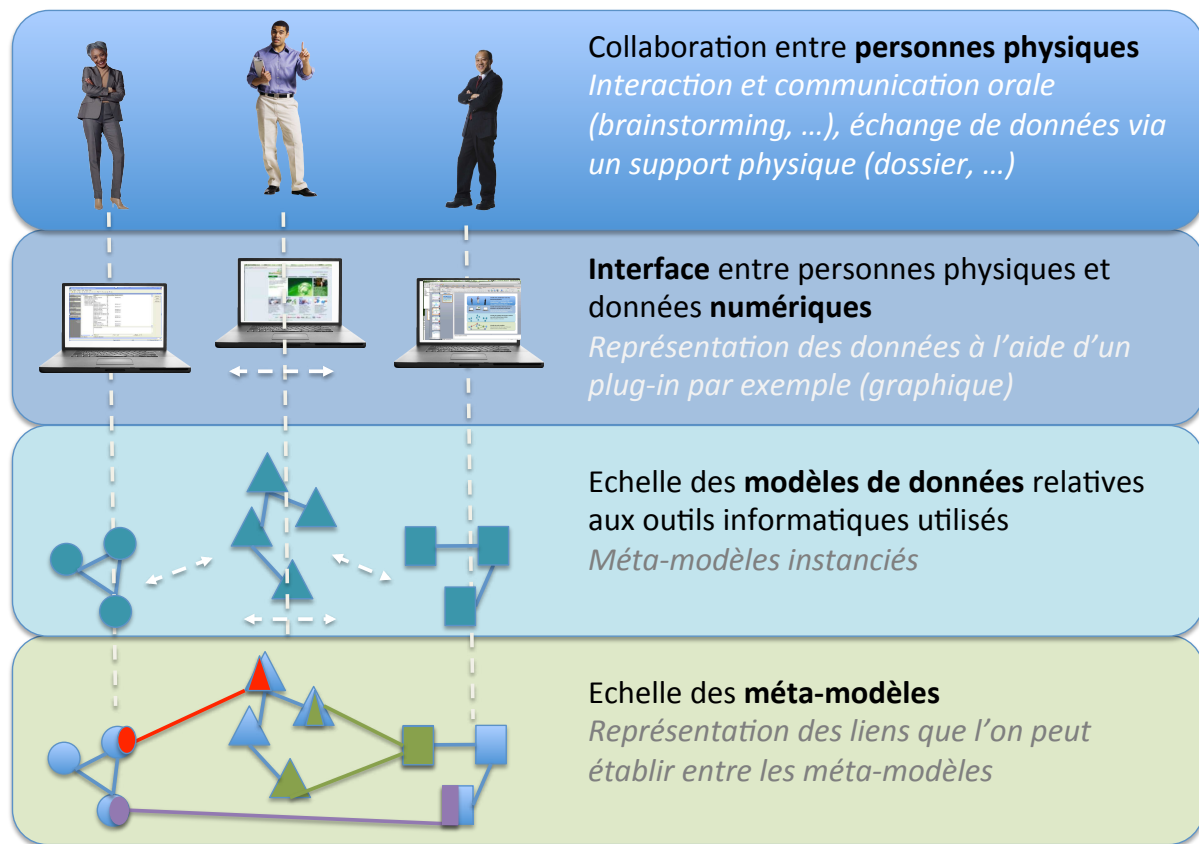 Collaboration entre personnes physiques
Interaction et communication orale
(brainstorming, …), échange de données via
un support physique (dossier, …)
Interface entre personnes physiques et
données numériques
Représentation des données à l’aide d’un
plug-in par exemple (graphique)
Echelle des modèles de données relatives
aux outils informatiques utilisés
Méta-modèles instanciés
Echelle des méta-modèles
Représentation des liens que l’on peut
établir entre les méta-modèles